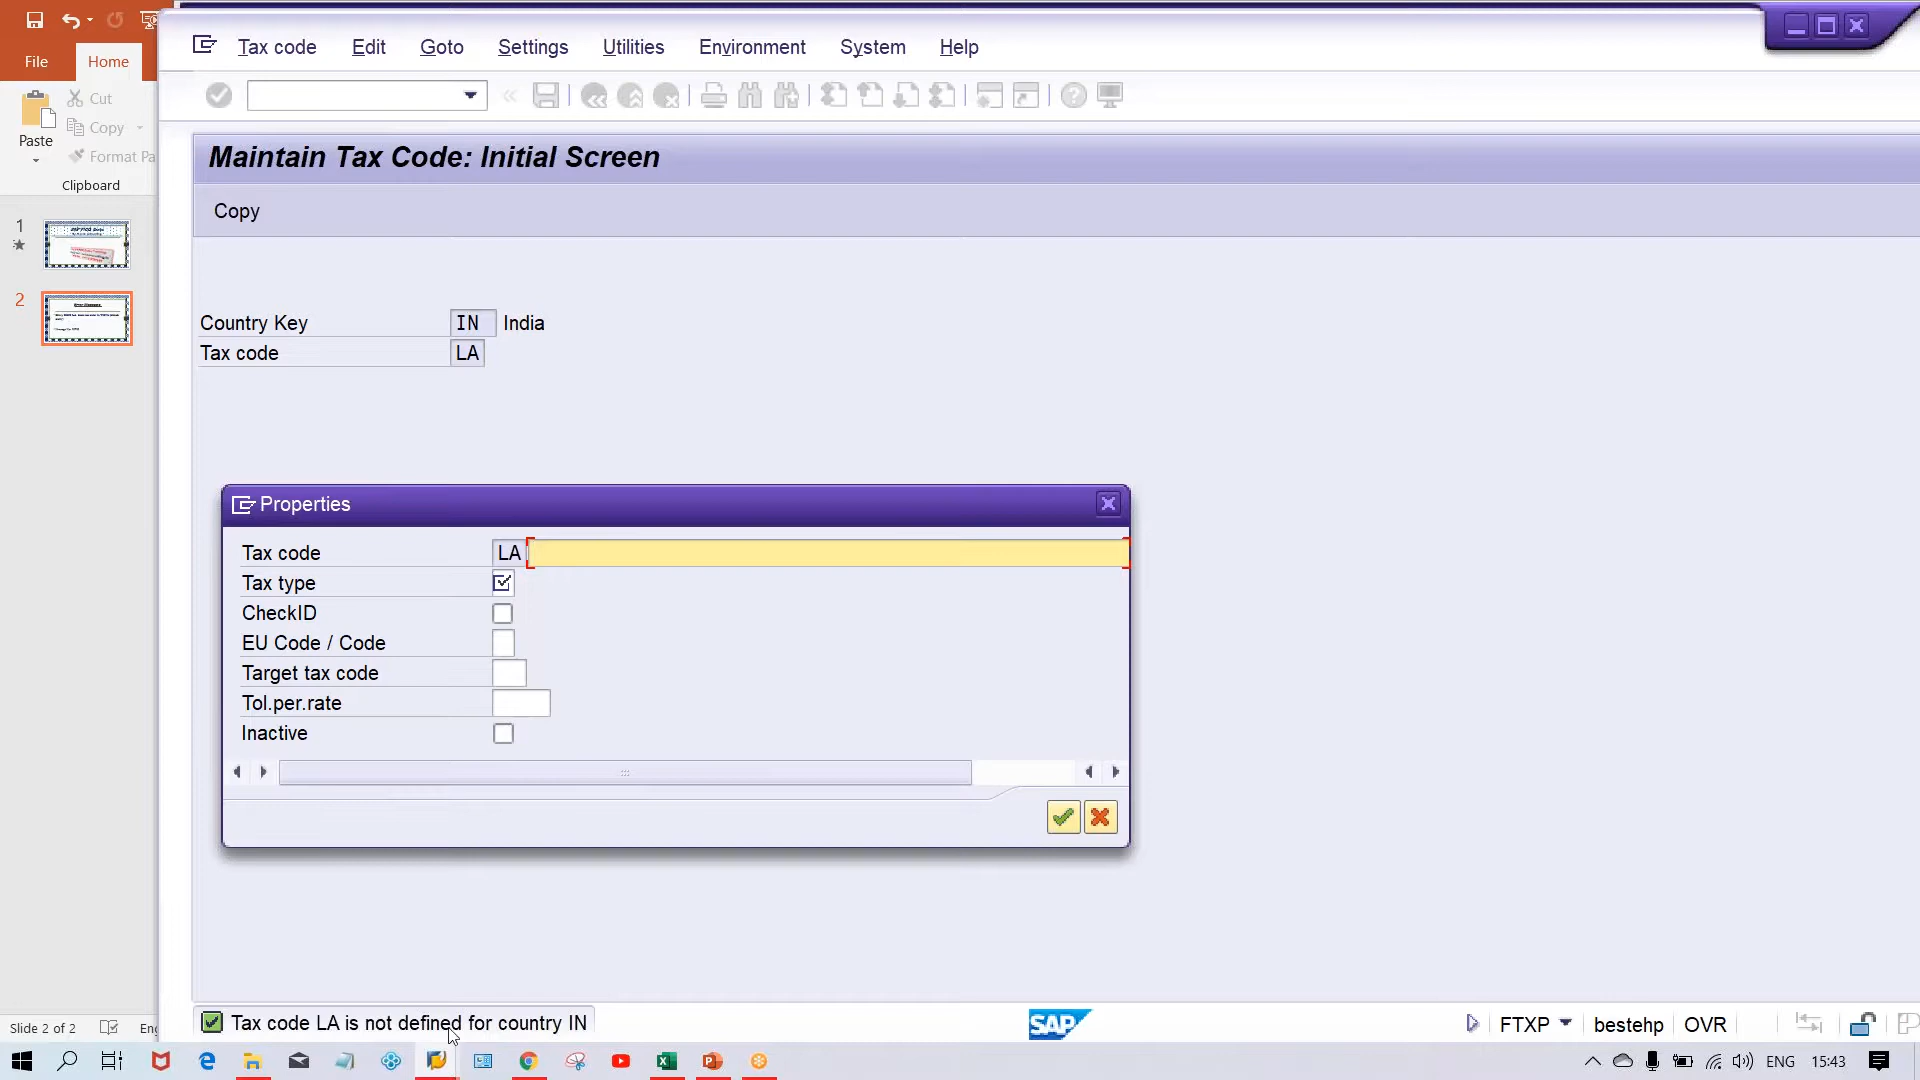 File
Home
Cut
Copy
Format Pa
Paste
Clipboard
1
2
Slide 2 of 2
Tax code Edit Goto Settings Utilities Environment System Help
Maintain Tax Code: Initial Screen
Copy
Country Key IN India
Tax code LA
Properties
Tax code LA
Tax type
CheckID
EU Code / Code
Target tax code
Tol.per.rate
Inactive
Tax code LA is not defined for country IN
SAP
FTXP bestehp OVR
ENG 15:43